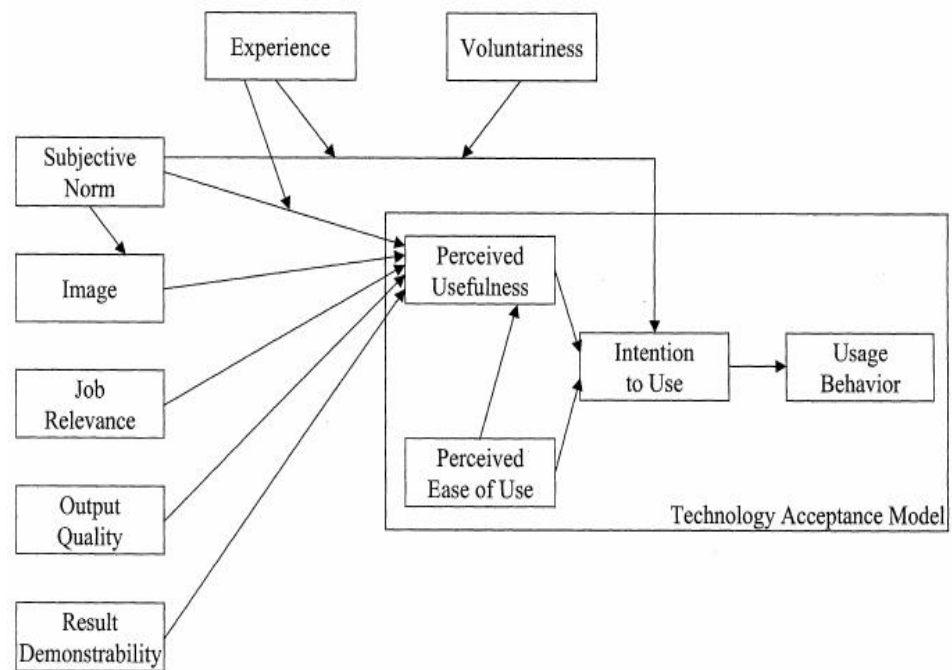 Experience
Voluntariness
Subjective
Norm
Image
Job
Relevance
Output
Quality
Result
Demonstrability
Perceived
Usefulness
Perceived
Ease of Use
Intention
to Use
Usage
Behavior
Technology Acceptance Model